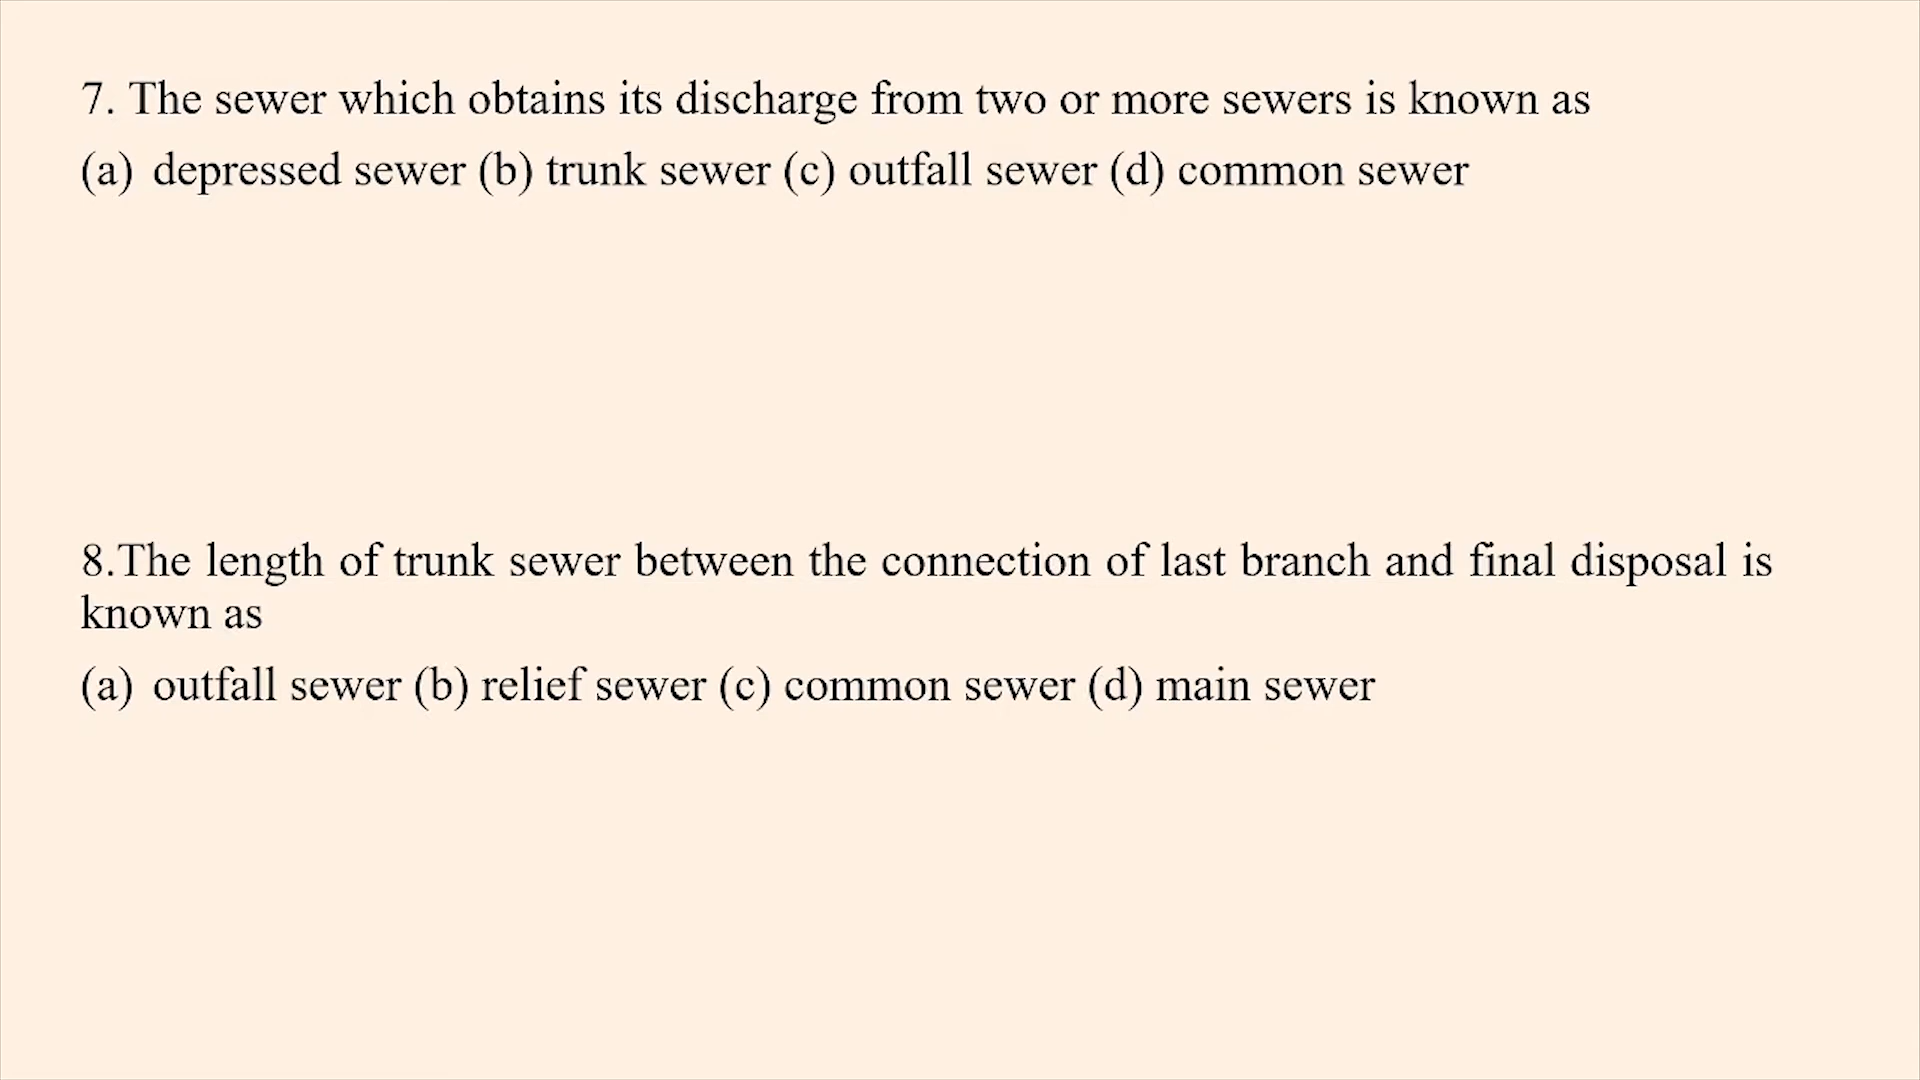 7. The sewer which obtains its discharge from two or more sewers is known as
(a) depressed sewer (b) trunk sewer (c) outfall sewer (d) common sewer
8.The length of trunk sewer between the connection of last branch and final disposal is
known as
(a) outfall sewer (b) relief sewer (c) common sewer (d) main sewer